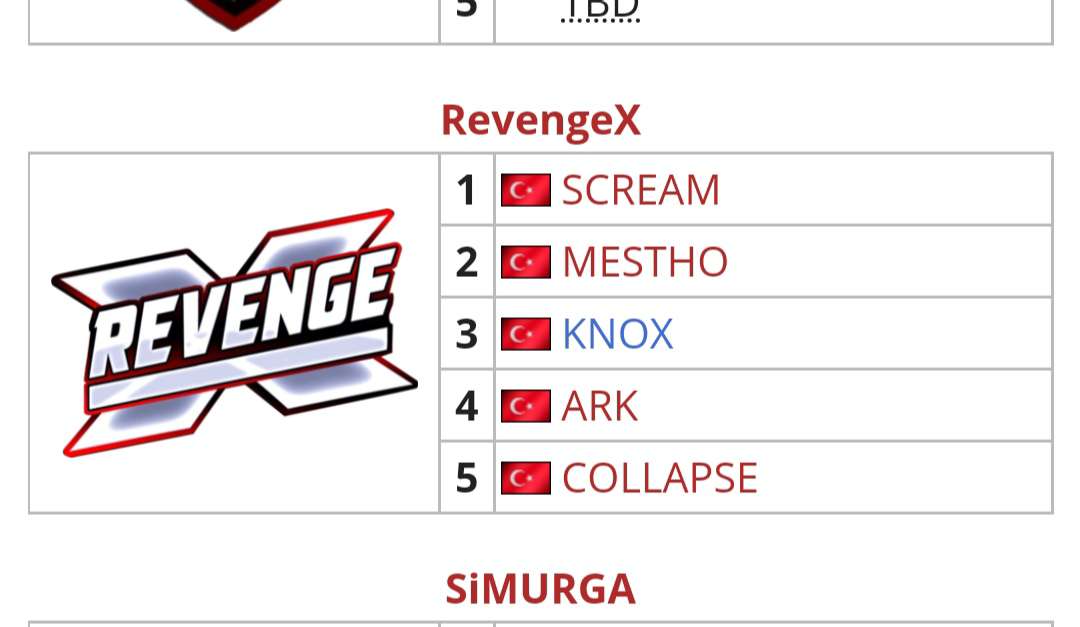 5 TBD
RevengeX
REVENGE
1 SCREAM
2 MESTHO
3 KNOX
4 ARK
5 COLLAPSE
SiMURGA